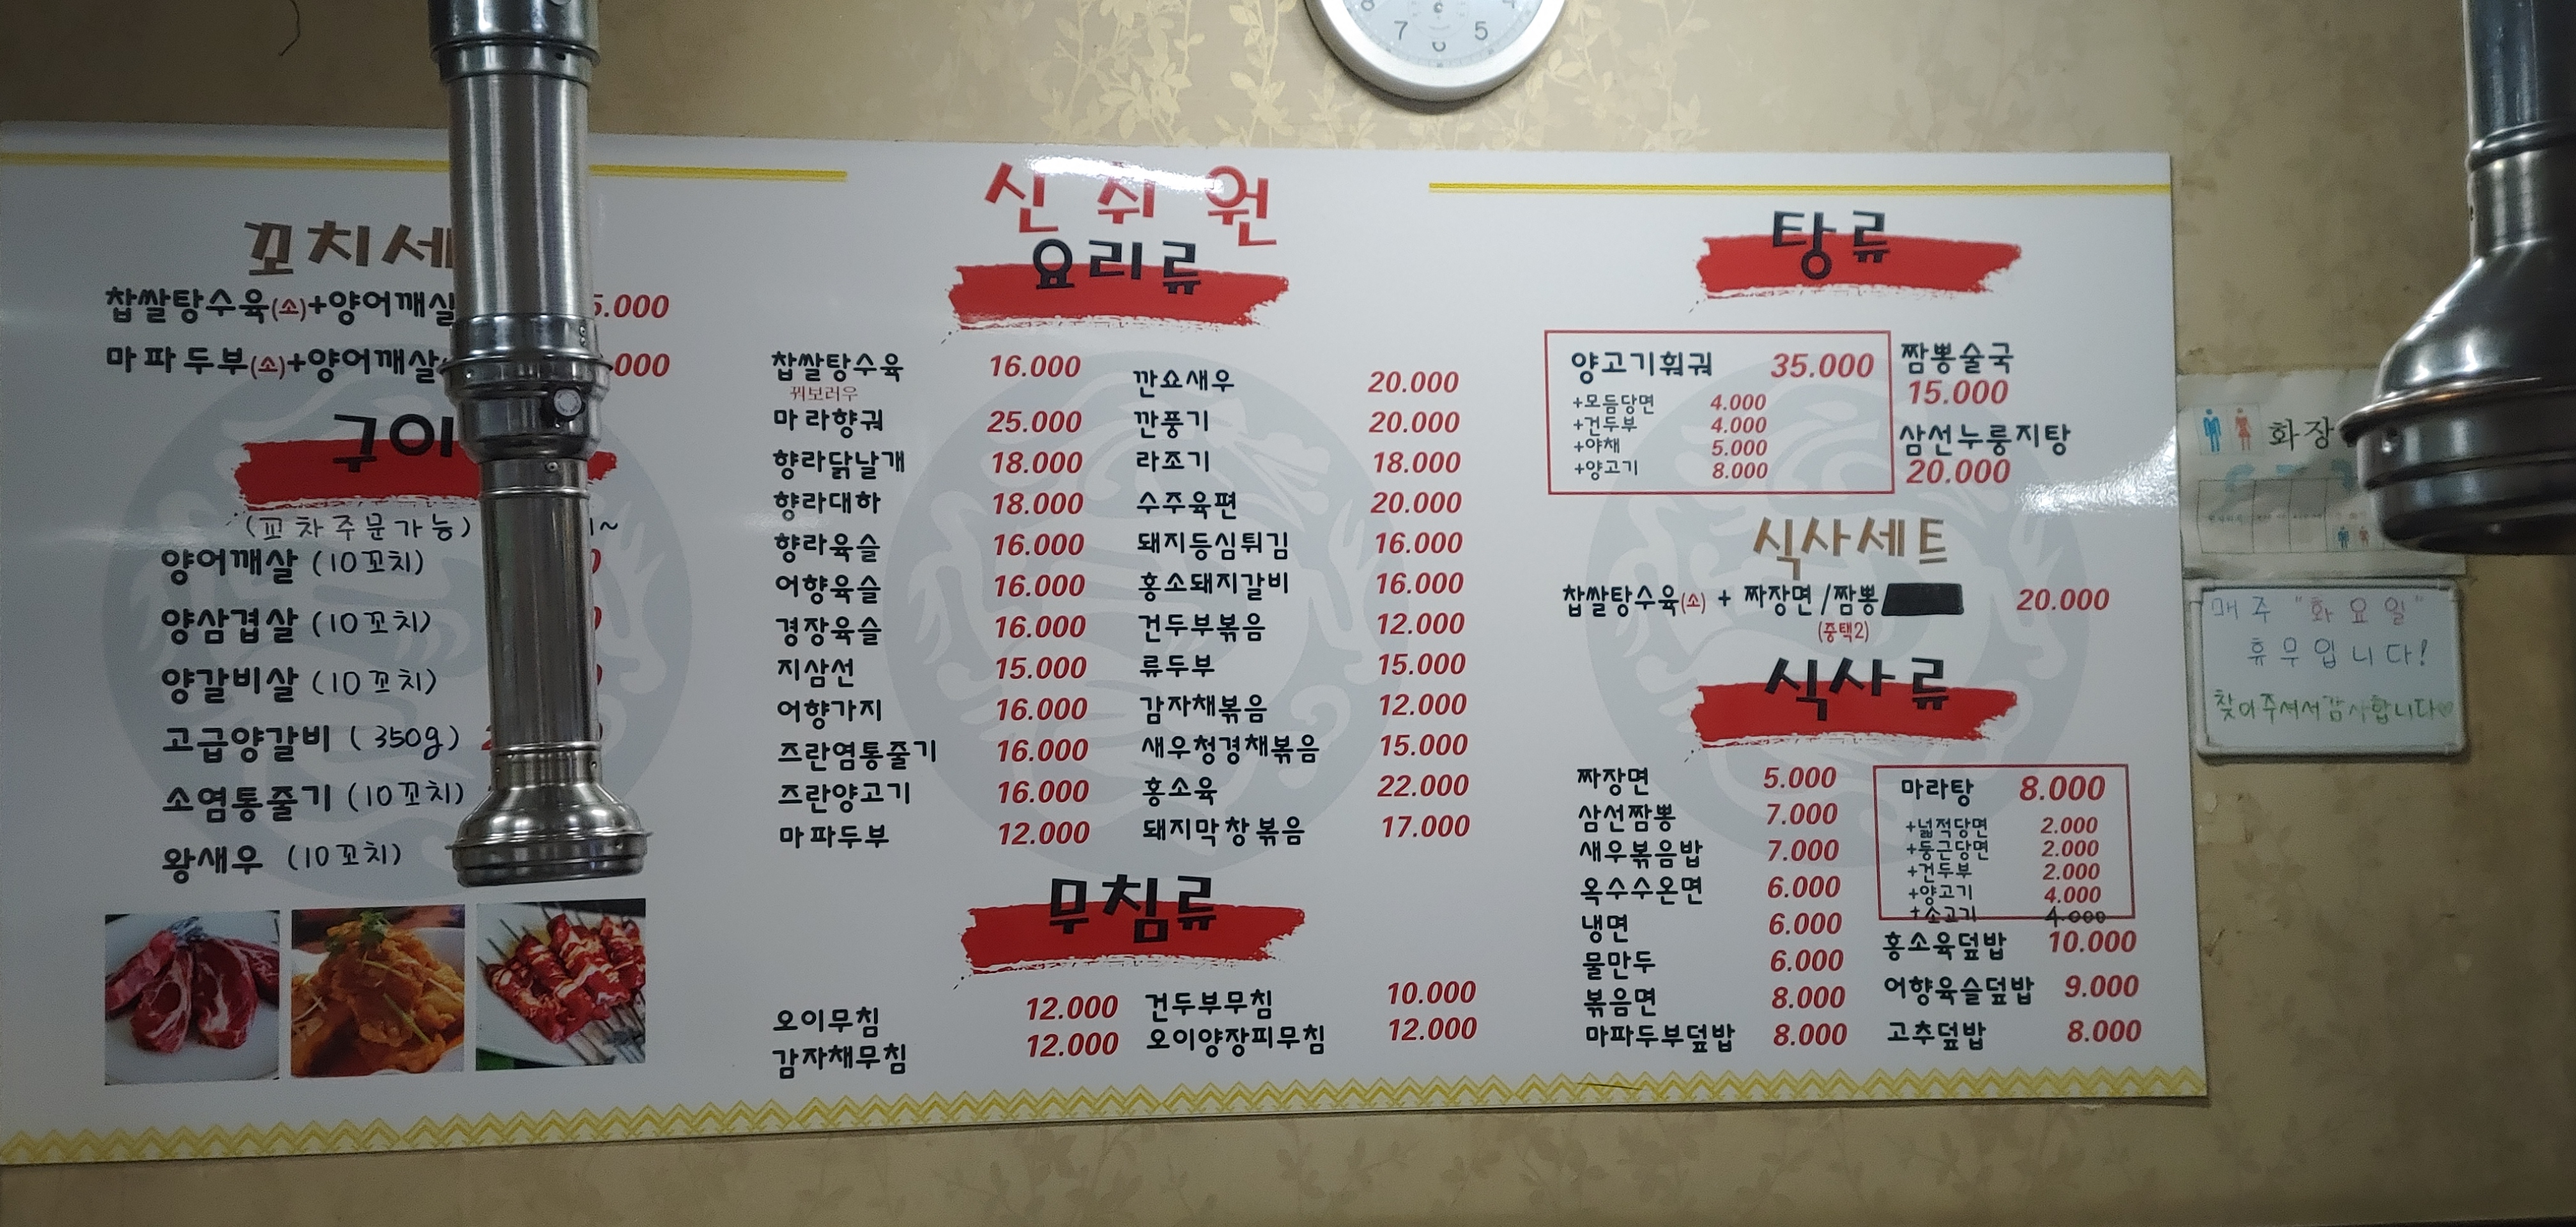 7 5
꼬치세
찹쌀탕수육(소)+양어깨살 5.000
마파두부(소)+양어깨살 .000
구이
(꼬차주문가능)
양어깨살 (10꼬치)
양삼겹살 (10꼬치)
양갈비살 (10꼬치)
고급양갈비 (350g)
소염통줄기 (10꼬치)
왕새우 (10꼬치)
신쉬원
요리류
찹쌀탕수육 16.000
꿔보러우
마라향궈 25.000
향라닭날개 18.000
향라대하 18.000
향라육슬 16.000
어향육슬 16.000
경장육슬 16.000
지삼선 15.000
어향가지 16.000
즈란염통줄기 16.000
즈란양고기 16.000
마파두부 12.000
깐쇼새우 20.000
깐풍기 20.000
라조기 18.000
수주육편 20.000
돼지등심튀김 16.000
홍소돼지갈비 16.000
건두부볶음 12.000
류두부 15.000
감자채볶음 12.000
새우청경채볶음 15.000
홍소육 22.000
돼지막창볶음 17.000
무침류
오이무침 12.000
감자채무침 12.000
건두부무침 10.000
오이양장피무침 12.000
탕류
양고기훠궈 35.000
+모듬당면 4.000
+건두부 4.000
+야채 5.000
+양고기 8.000
짬뽕술국
15.000
삼선누룽지탕
20.000
식사세트
찹쌀탕수육(소) + 짜장면/짬뽕 20.000
(중택2)
식사류
짜장면 5.000
삼선짬뽕 7.000
새우볶음밥 7.000
옥수수온면 6.000
냉면 6.000
물만두 6.000
볶음면 8.000
마파두부덮밥 8.000
마라탕 8.000
+넓적당면 2.000
+둥근당면 2.000
+건두부 2.000
+양고기 4.000
+소고기 4.000
홍소육덮밥 10.000
어향육슬덮밥 9.000
고추덮밥 8.000
화장
매주 "화요일"
휴무입니다!
찾아주셔서감사합니다♡